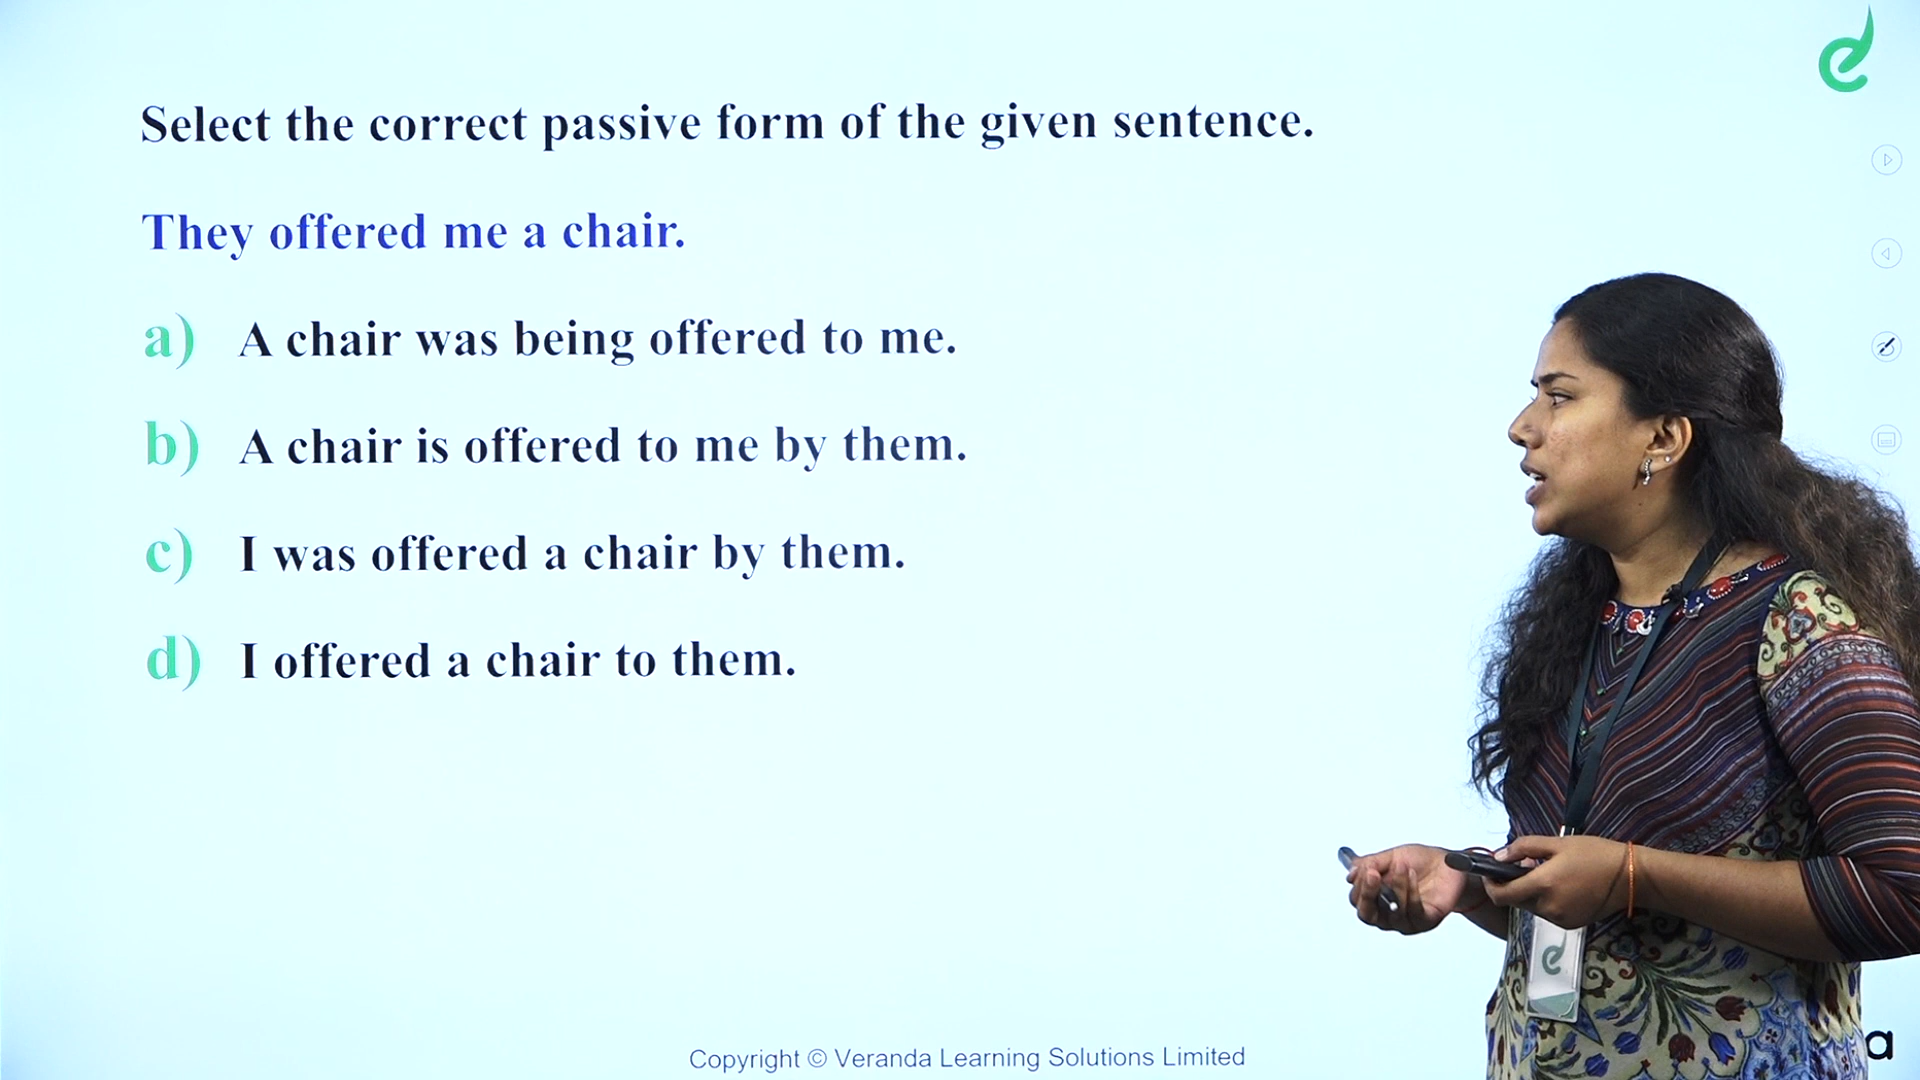 Select the correct passive form of the given sentence.
They offered me a chair.
a) A chair was being offered to me.
b) A chair is offered to me by them.
c) I was offered a chair by them.
d) I offered a chair to them.
Copyright © Veranda Learning Solutions Limited
a